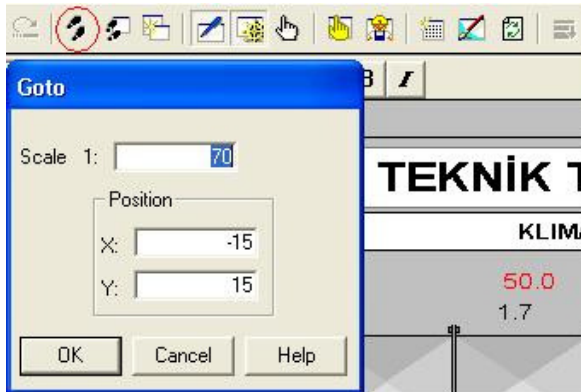 B I
Goto
Scale 1: 70
TEKNİK T
Position
KLIMA
X: -15
50.0
Y: 15
1.7
OK Cancel Help